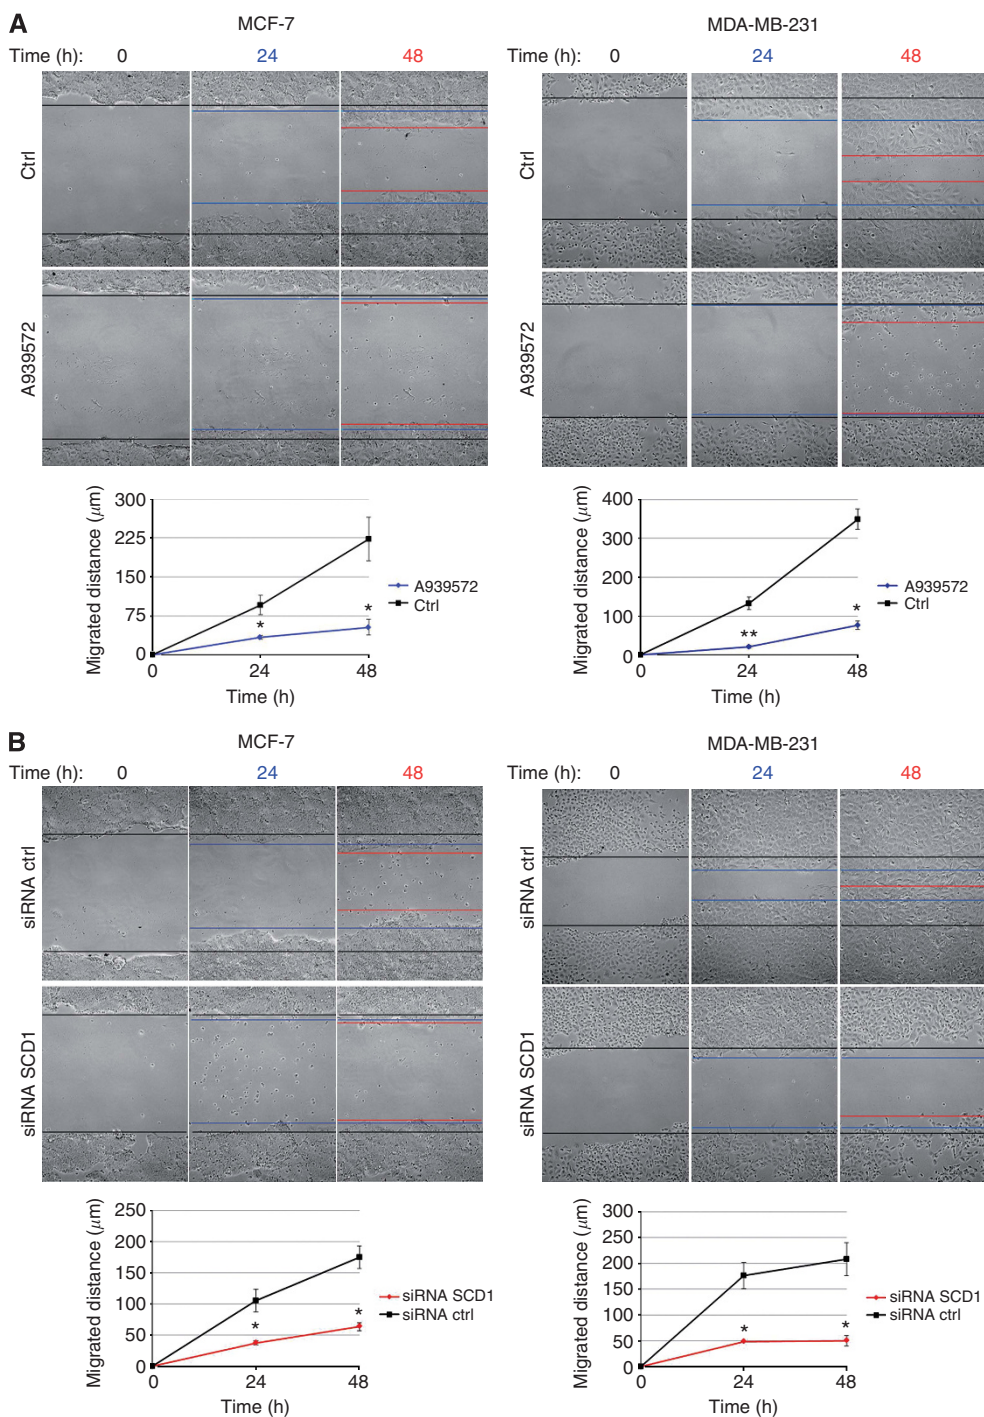 A
MCF-7
MDA-MB-231
Time (h): 0 24 48
Time (h): 0 24 48
Ctrl
Ctrl
A939572
A939572
Migrated distance (μm)
300
225
150
75
0
0 24 48
Time (h)
*
*
A939572
Ctrl
Migrated distance (μm)
400
300
200
100
0
0 24 48
Time (h)
**
*
A939572
Ctrl
B
MCF-7
MDA-MB-231
Time (h): 0 24 48
Time (h): 0 24 48
siRNA ctrl
siRNA ctrl
siRNA SCD1
siRNA SCD1
Migrated distance (μm)
250
200
150
100
50
0
0 24 48
Time (h)
*
*
siRNA SCD1
siRNA ctrl
Migrated distance (μm)
300
250
200
150
100
50
0
0 24 48
Time (h)
*
*
siRNA SCD1
siRNA ctrl